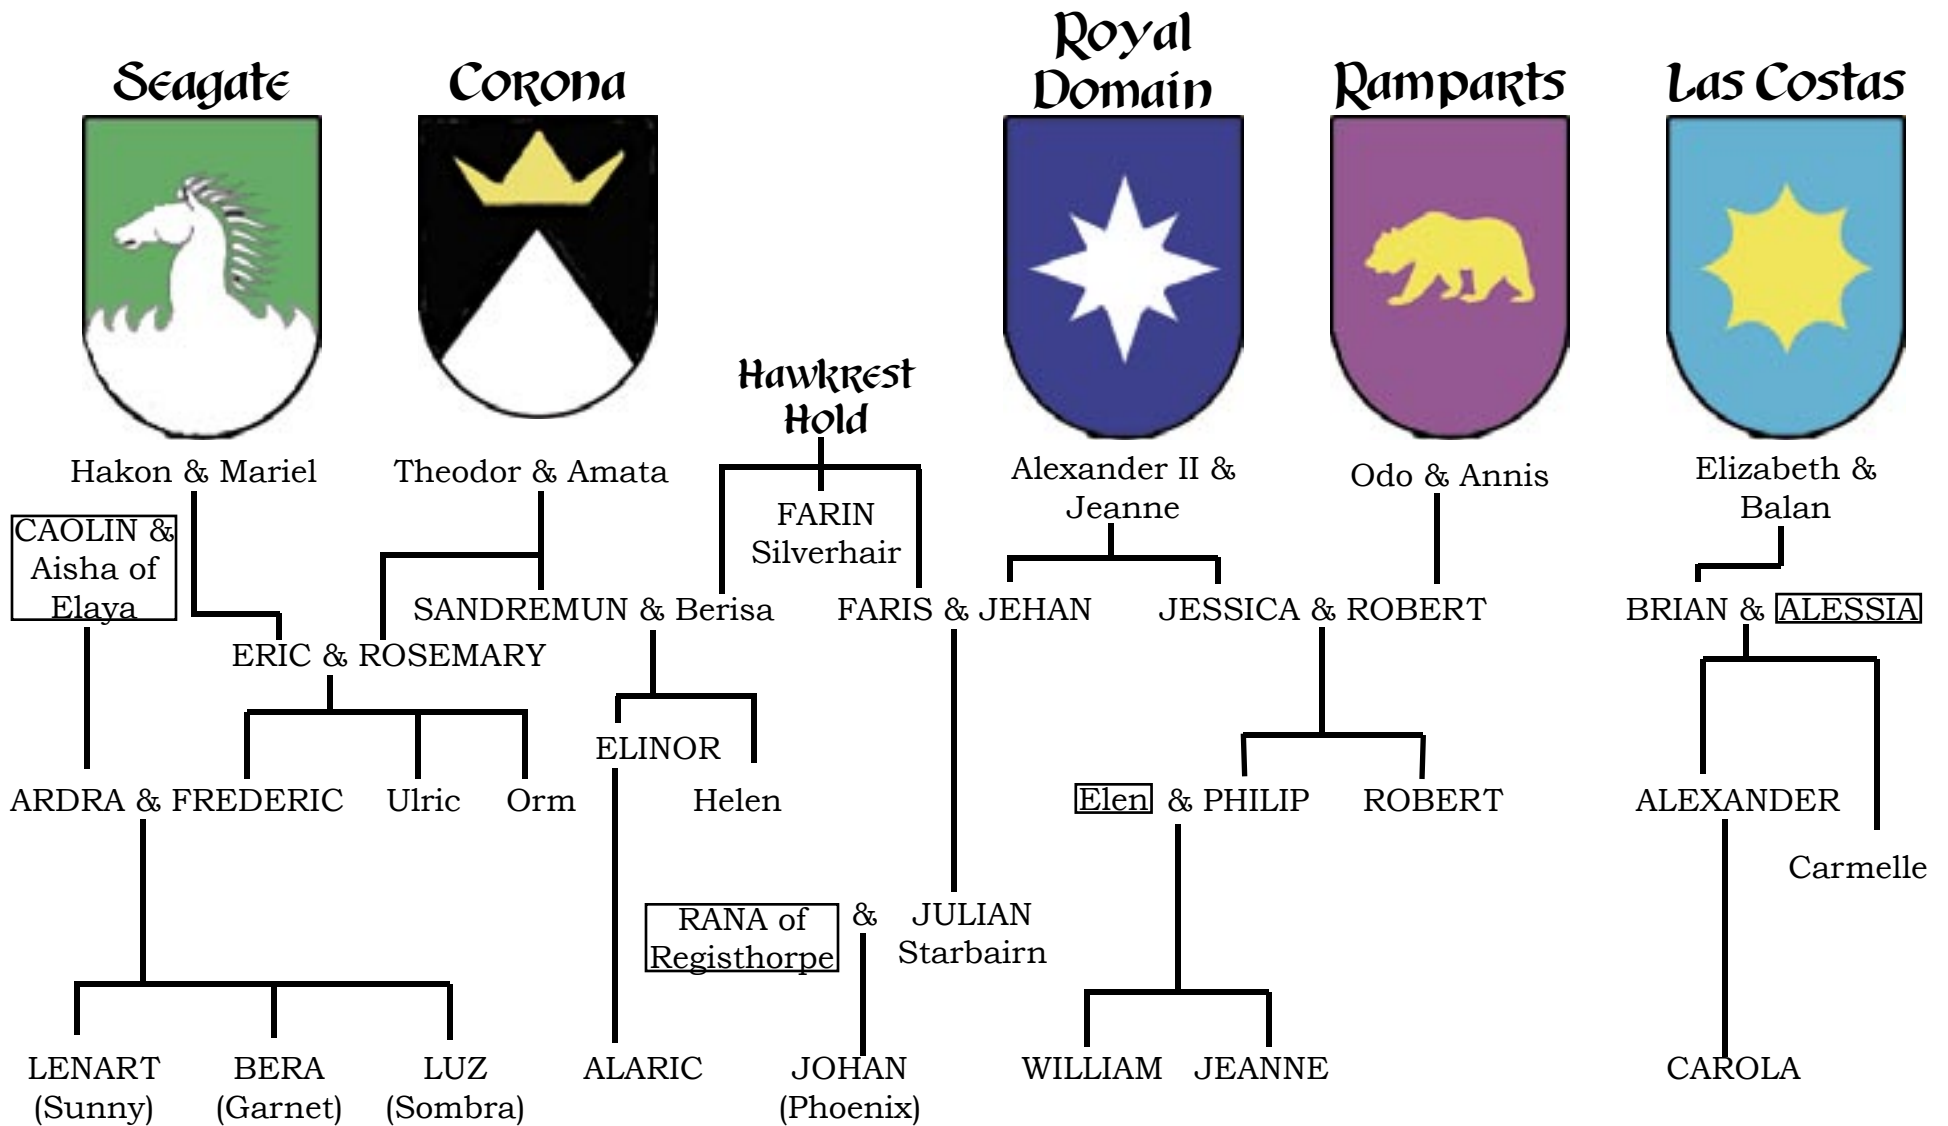 Seagate
Corona
Royal
Domain
Ramparts
Las Costas
Hawkrest
Hold
Hakon & Mariel
Theodor & Amata
Alexander II &
Jeanne
Odo & Annis
Elizabeth &
Balan
CAOLIN &
Aisha of
Elaya
FARIN
Silverhair
SANDREMUN & Berisa
FARIS & JEHAN
JESSICA & ROBERT
BRIAN & ALESSIA
ERIC & ROSEMARY
ELINOR
Helen
ARDRA & FREDERIC
Ulric
Orm
Elen & PHILIP
ROBERT
ALEXANDER
Carmelle
RANA of
Registhorpe
&
JULIAN
Starbairn
LENART
(Sunny)
BERA
(Garnet)
LUZ
(Sombra)
ALARIC
JOHAN
(Phoenix)
WILLIAM
JEANNE
CAROLA